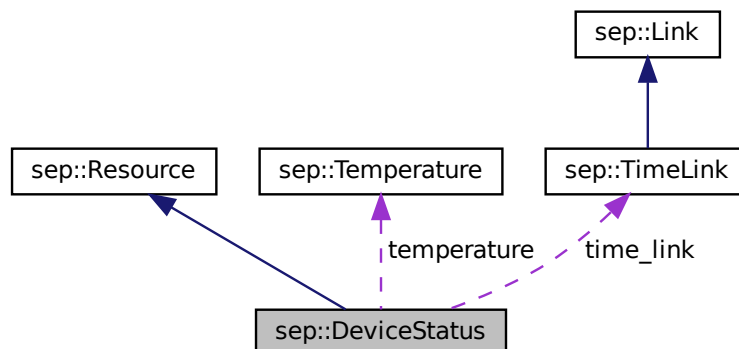 sep::Link
sep::Resource
sep::Temperature
sep::TimeLink
temperature
time_link
sep::DeviceStatus